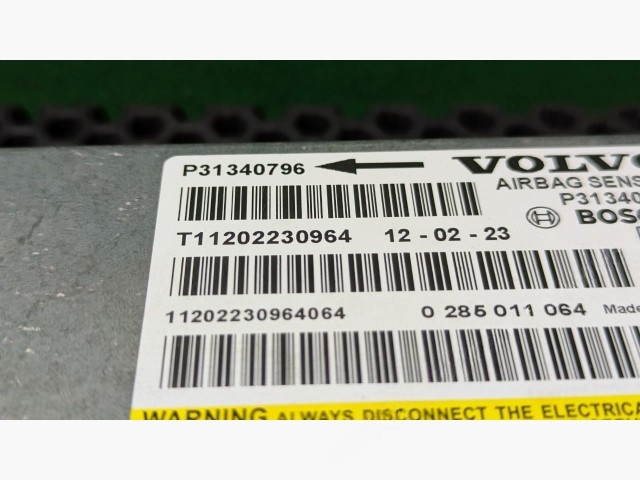 P31340796 VOLVO
AIRBAG SENS
P31340
BOSC
T11202230964 12-02-23
11202230964064 0 285 011 064 Made
WARNING ALWAYS DISCONNECT THE ELECTRICA